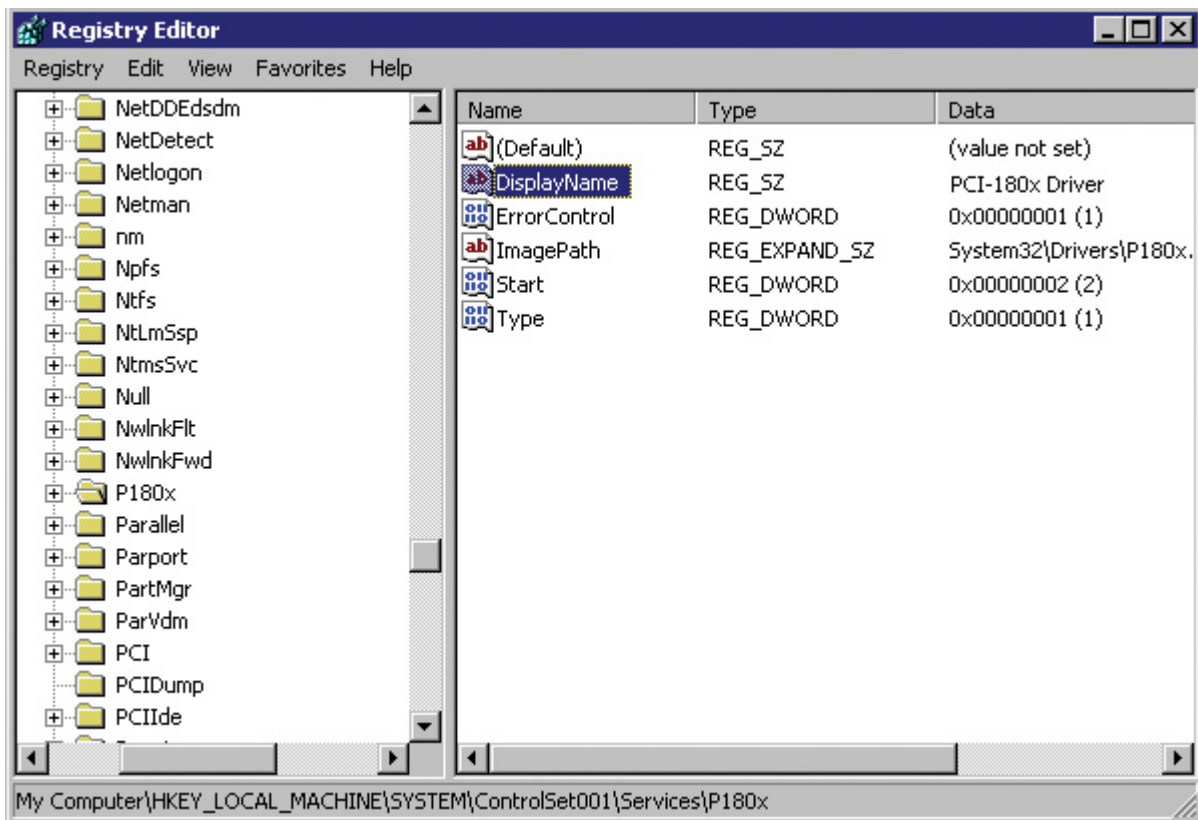 Registry Editor
Registry Edit View Favorites Help
NetDDEdsdm
NetDetect
Netlogon
Netman
nm
Npfs
Ntfs
NtLmSsp
NtmsSvc
Null
NwlnkFlt
NwlnkFwd
P180x
Parallel
Parport
PartMgr
ParVdm
PCI
PCIDump
PCIIde
Name Type Data
(Default) REG_SZ (value not set)
DisplayName REG_SZ PCI-180x Driver
ErrorControl REG_DWORD 0x00000001 (1)
ImagePath REG_EXPAND_SZ System32\Drivers\P180x.
Start REG_DWORD 0x00000002 (2)
Type REG_DWORD 0x00000001 (1)
My Computer\HKEY_LOCAL_MACHINE\SYSTEM\ControlSet001\Services\P180x